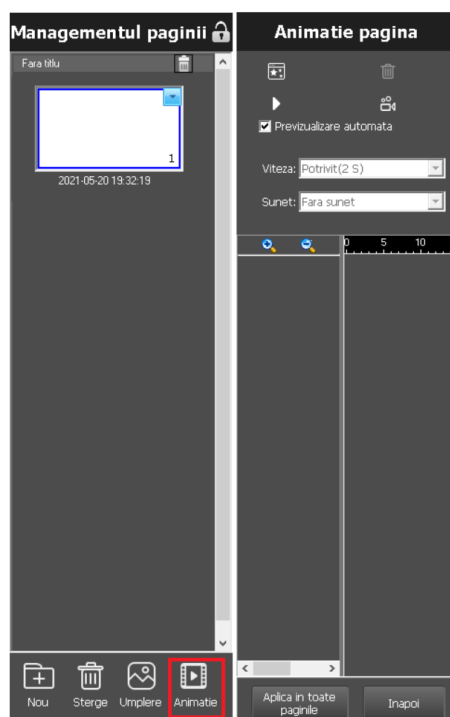 Managementul paginii
Fara titlu
1
2021-05-20 19:32:19
Nou
Sterge
Umplere
Animatie
Animatie pagina
Previzualizare automata
Viteza: Potrivit(2 S)
Sunet: Fara sunet
0 5 10
Aplica in toate
paginile
Inapoi